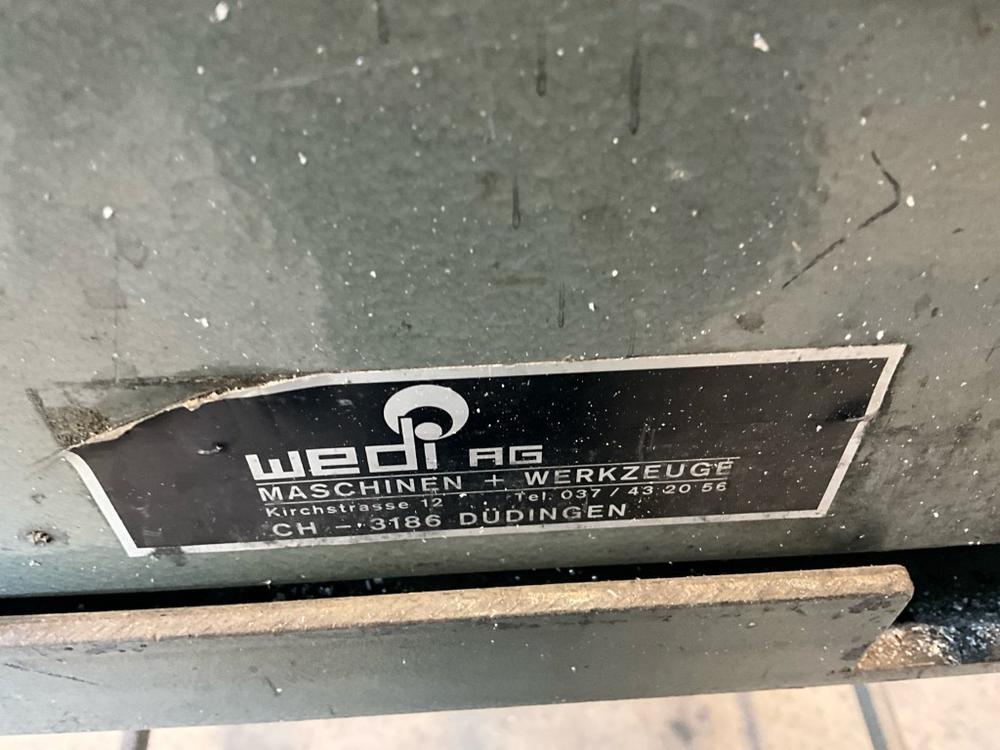 wedi AG
MASCHINEN + WERKZEUGE
Kirchstrasse 12 Tel. 037 / 43 20 56
CH - 3186 DÜDINGEN